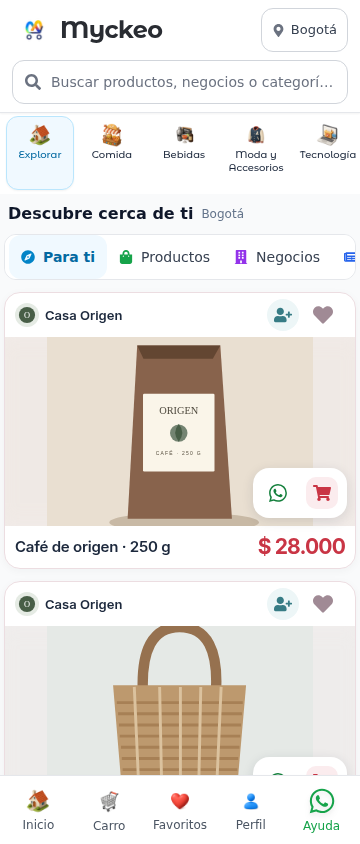 Myckeo
Bogotá
Buscar productos, negocios o categorí...
Explorar
Comida
Bebidas
Moda y
Accesorios
Tecnología
Descubre cerca de ti Bogotá
Para ti
Productos
Negocios
O Casa Origen
ORIGEN
CAFÉ · 250 G
Café de origen · 250 g
$ 28.000
O Casa Origen
Inicio
Carro
Favoritos
Perfil
Ayuda